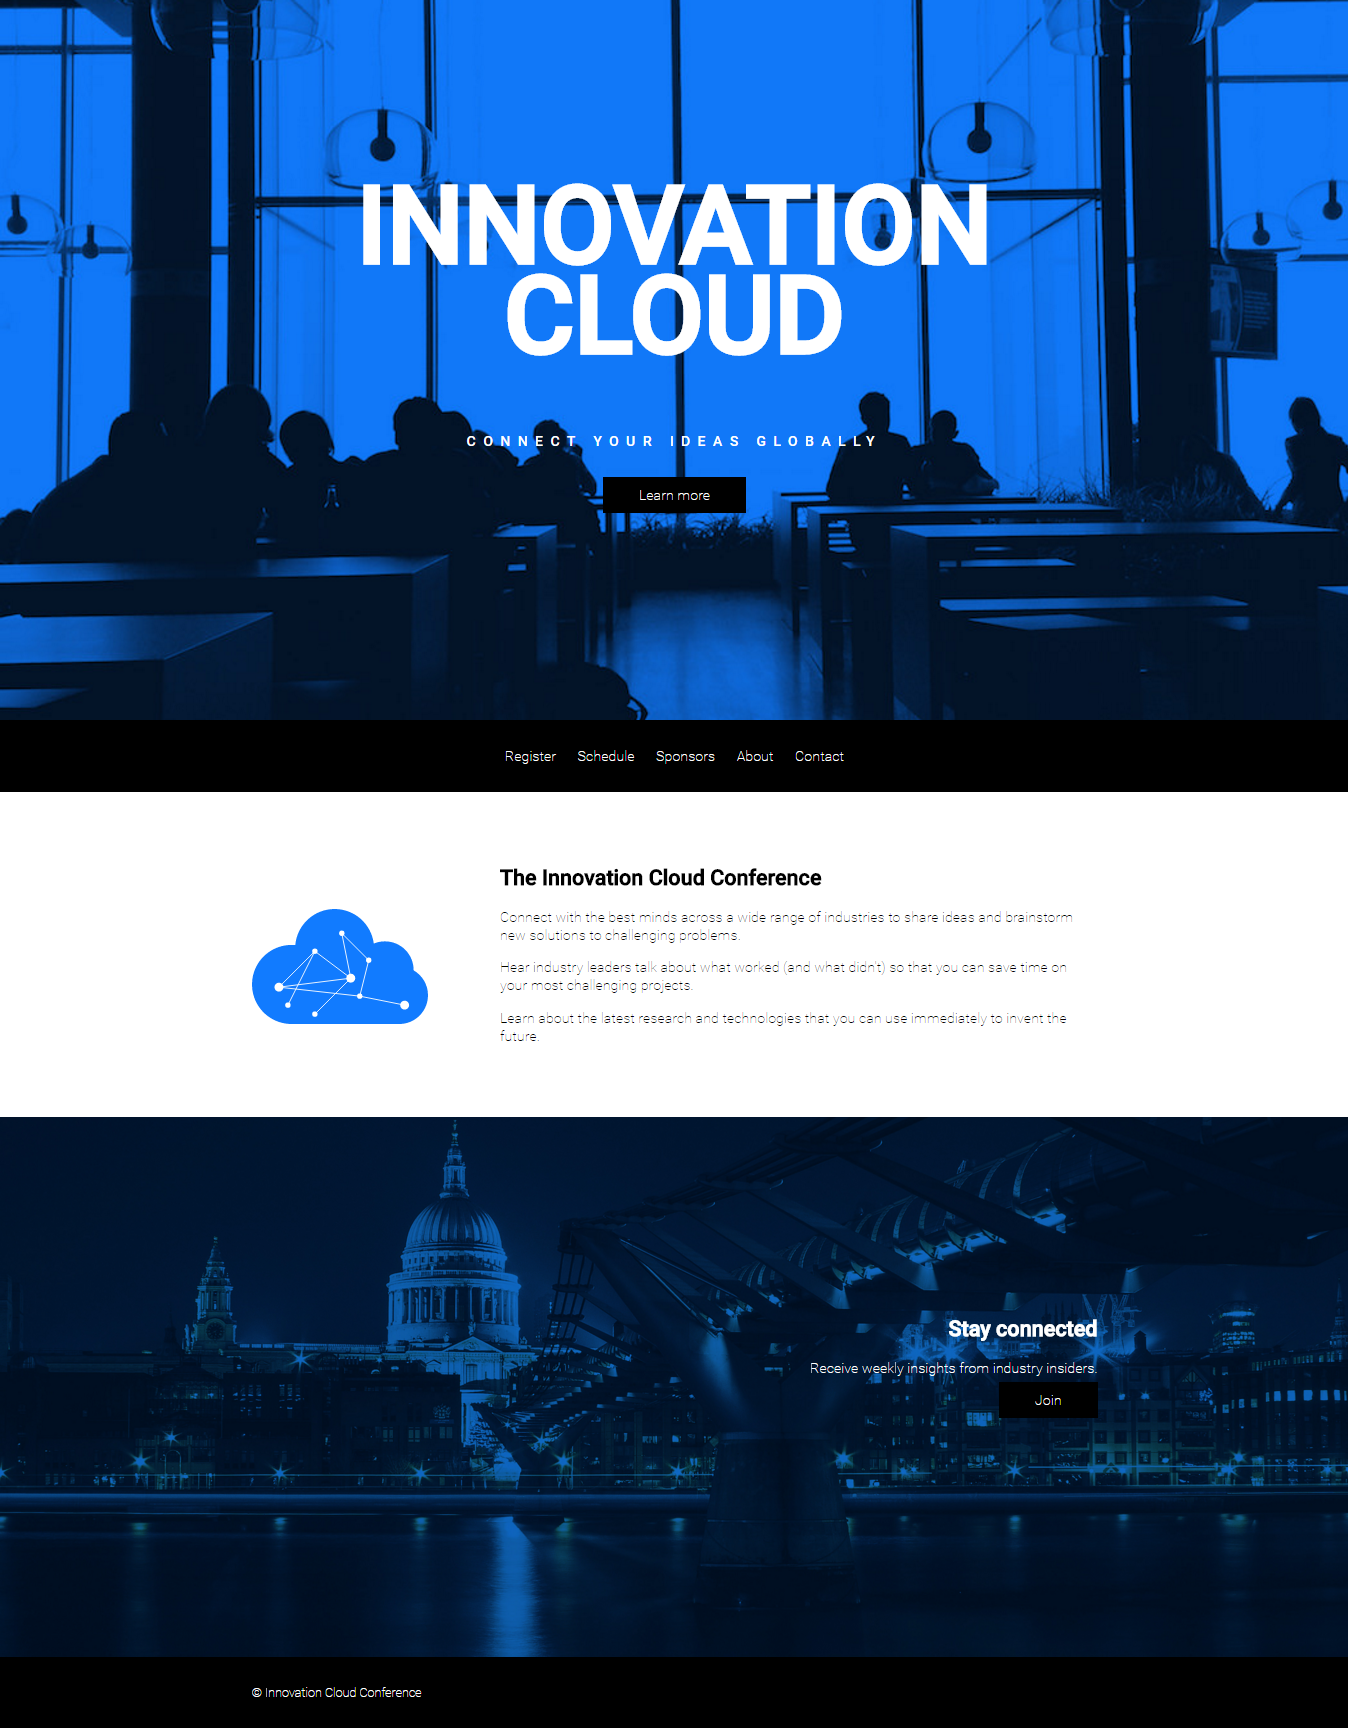 INNOVATION
CLOUD
CONNECT YOUR IDEAS GLOBALLY
Learn more
Register Schedule Sponsors About Contact
The Innovation Cloud Conference
Connect with the best minds across a wide range of industries to share ideas and brainstorm
new solutions to challenging problems.
Hear industry leaders talk about what worked (and what didn't) so that you can save time on
your most challenging projects.
Learn about the latest research and technologies that you can use immediately to invent the
future.
Stay connected
Receive weekly insights from industry insiders.
Join
© Innovation Cloud Conference